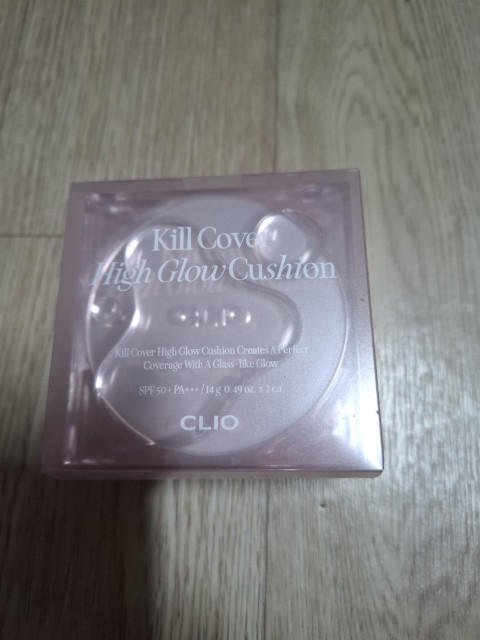 Kill Cover
High Glow Cushion
CLIO
Kill Cover High Glow Cushion Creates A Perfect
Coverage With A Glass-like Glow
SPF 50+ PA+++/14 g 0.49 oz. x 2 ea
CLIO